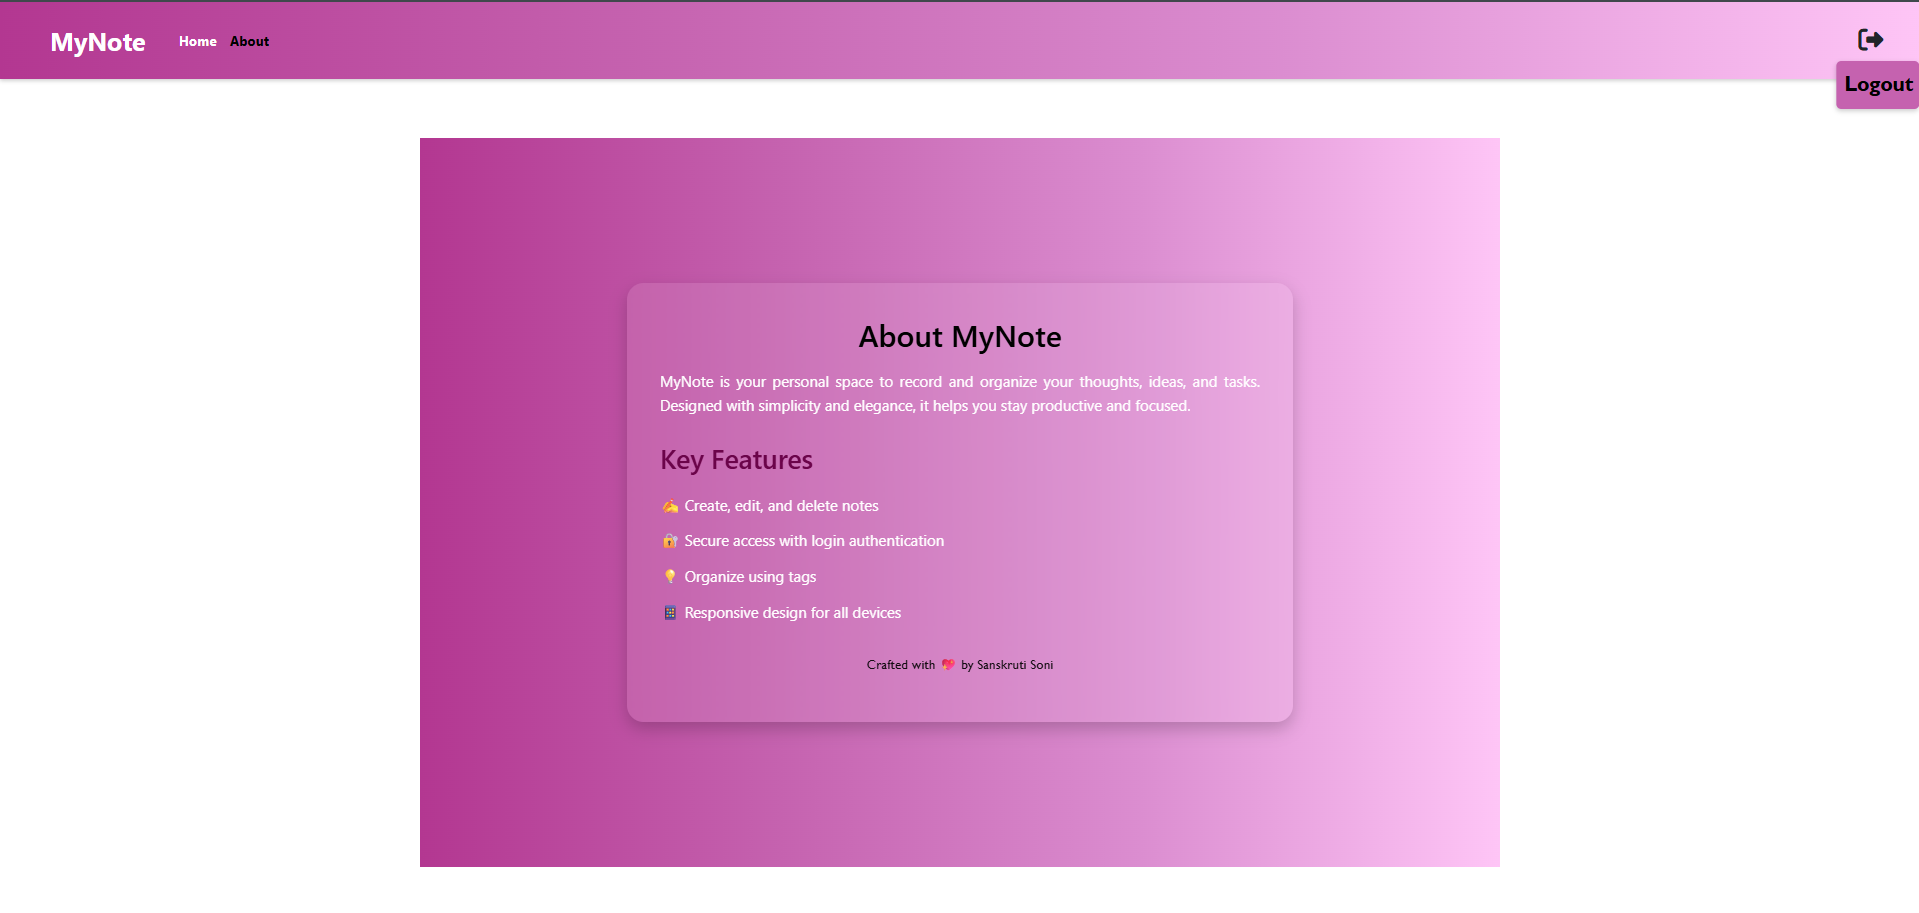 MyNote Home About
Logout
About MyNote
MyNote is your personal space to record and organize your thoughts, ideas, and tasks.
Designed with simplicity and elegance, it helps you stay productive and focused.
Key Features
✍️ Create, edit, and delete notes
🔐 Secure access with login authentication
💡 Organize using tags
📱 Responsive design for all devices
Crafted with 💖 by Sanskruti Soni